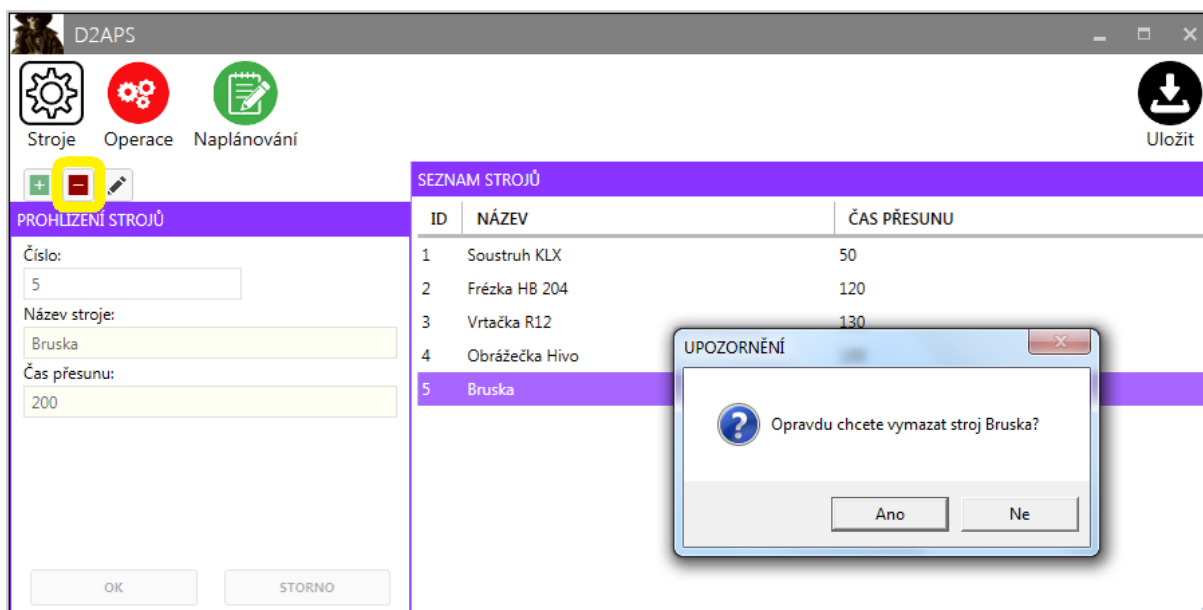 D2APS
Stroje Operace Naplánování Uložit
SEZNAM STROJŮ
PROHLÍŽENÍ STROJŮ
ID NÁZEV ČAS PŘESUNU
Číslo:
5
Název stroje:
Bruska
Čas přesunu:
200
OK STORNO
1 Soustruh KLX 50
2 Frézka HB 204 120
3 Vrtačka R12 130
4 Obrážečka Hivo
5 Bruska
UPOZORNĚNÍ
Opravdu chcete vymazat stroj Bruska?
Ano Ne